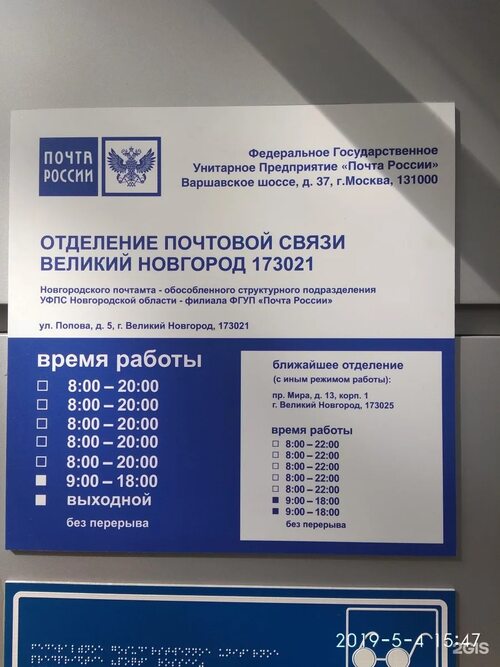 ПОЧТА
РОССИИ
Федеральное Государственное
Унитарное Предприятие «Почта России»
Варшавское шоссе, д. 37, г.Москва, 131000
ОТДЕЛЕНИЕ ПОЧТОВОЙ СВЯЗИ
ВЕЛИКИЙ НОВГОРОД 173021
Новгородского почтамта - обособленного структурного подразделения
УФПС Новгородской области - филиала ФГУП «Почта России»
ул. Попова, д. 5, г. Великий Новгород, 173021
время работы
8:00 – 20:00
8:00 – 20:00
8:00 – 20:00
8:00 – 20:00
8:00 – 20:00
9:00 – 18:00
выходной
без перерыва
ближайшее отделение
(с иным режимом работы):
пр. Мира, д. 13, корп. 1
г. Великий Новгород, 173025
время работы
8:00 – 22:00
8:00 – 22:00
8:00 – 22:00
8:00 – 22:00
8:00 – 22:00
9:00 – 18:00
9:00 – 18:00
без перерыва
2019-5-4 15:47
2GIS